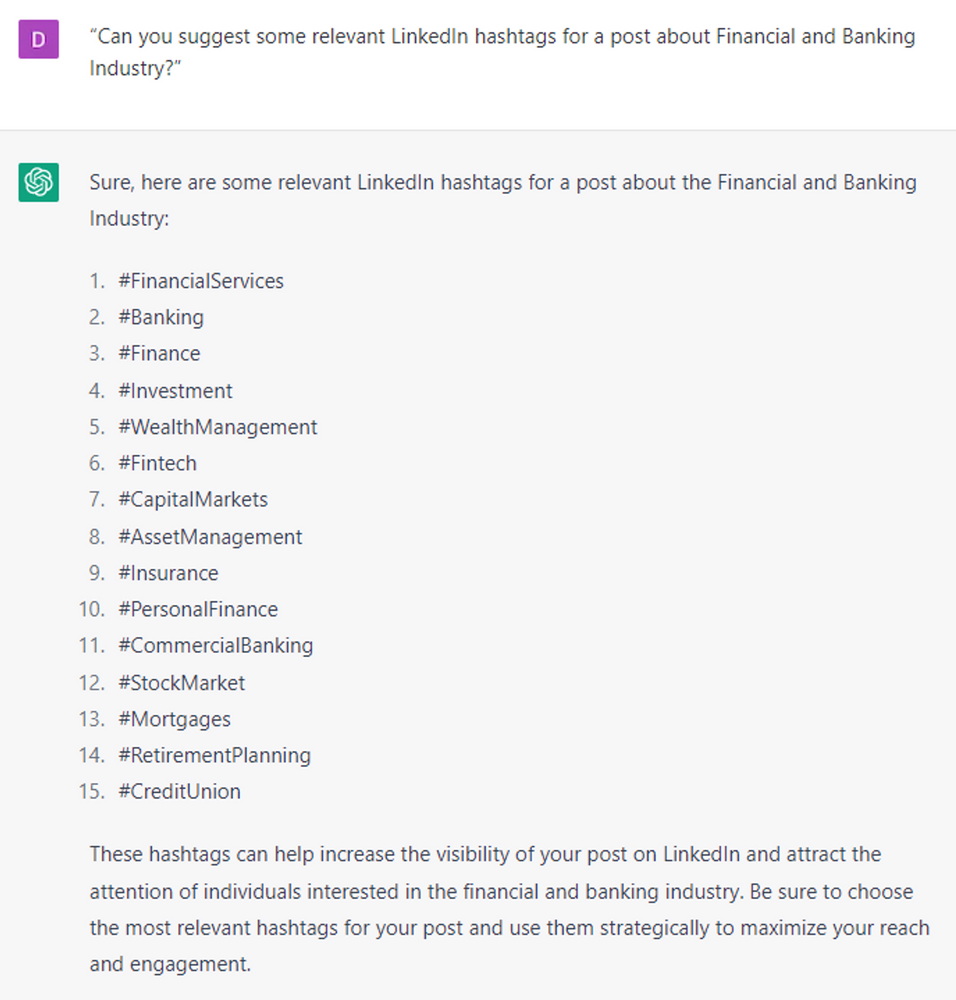 D
“Can you suggest some relevant LinkedIn hashtags for a post about Financial and Banking
Industry?”
Sure, here are some relevant LinkedIn hashtags for a post about the Financial and Banking
Industry:
1. #FinancialServices
2. #Banking
3. #Finance
4. #Investment
5. #WealthManagement
6. #Fintech
7. #CapitalMarkets
8. #AssetManagement
9. #Insurance
10. #PersonalFinance
11. #CommercialBanking
12. #StockMarket
13. #Mortgages
14. #RetirementPlanning
15. #CreditUnion
These hashtags can help increase the visibility of your post on LinkedIn and attract the
attention of individuals interested in the financial and banking industry. Be sure to choose
the most relevant hashtags for your post and use them strategically to maximize your reach
and engagement.